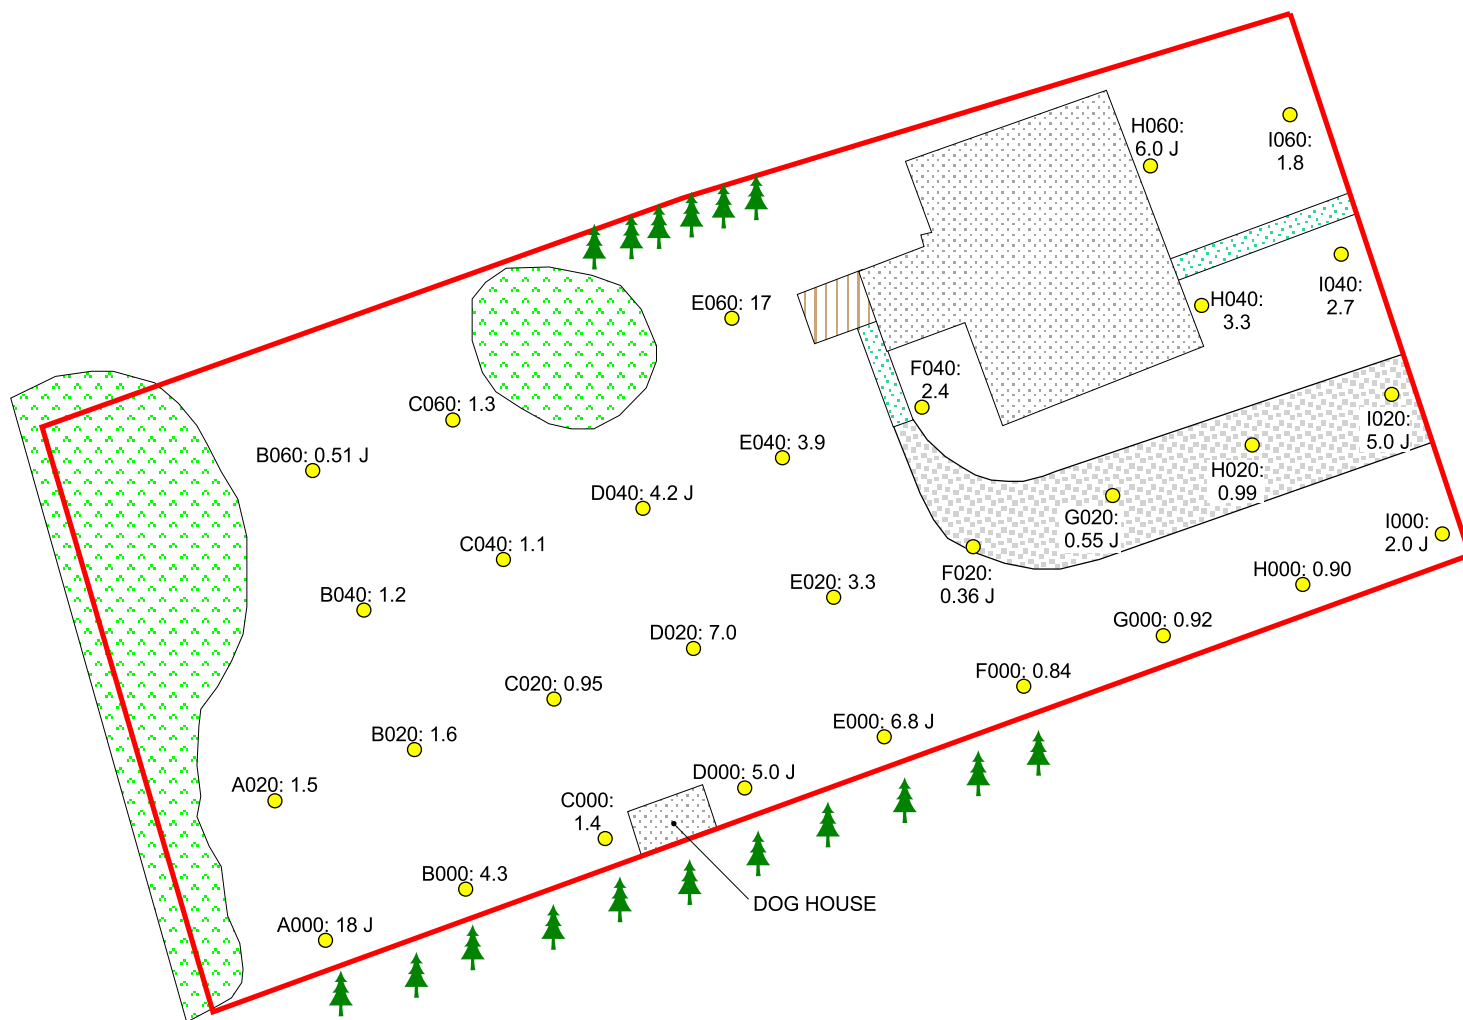 H060:
6.0 J
I060:
1.8
E060: 17
H040:
3.3
I040:
2.7
F040:
2.4
C060: 1.3
I020:
5.0 J
E040: 3.9
B060: 0.51 J
H020:
0.99
D040: 4.2 J
G020:
0.55 J
I000:
2.0 J
C040: 1.1
F020:
0.36 J
H000: 0.90
E020: 3.3
B040: 1.2
G000: 0.92
D020: 7.0
F000: 0.84
C020: 0.95
E000: 6.8 J
B020: 1.6
D000: 5.0 J
A020: 1.5
C000:
1.4
B000: 4.3
DOG HOUSE
A000: 18 J